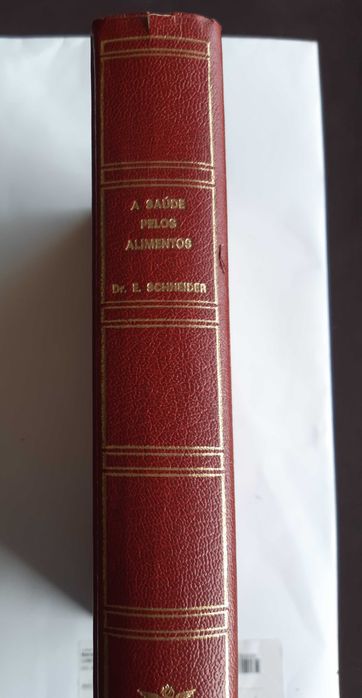 A SAÚDE
PELOS
ALIMENTOS
Dr. E. SCHNEIDER